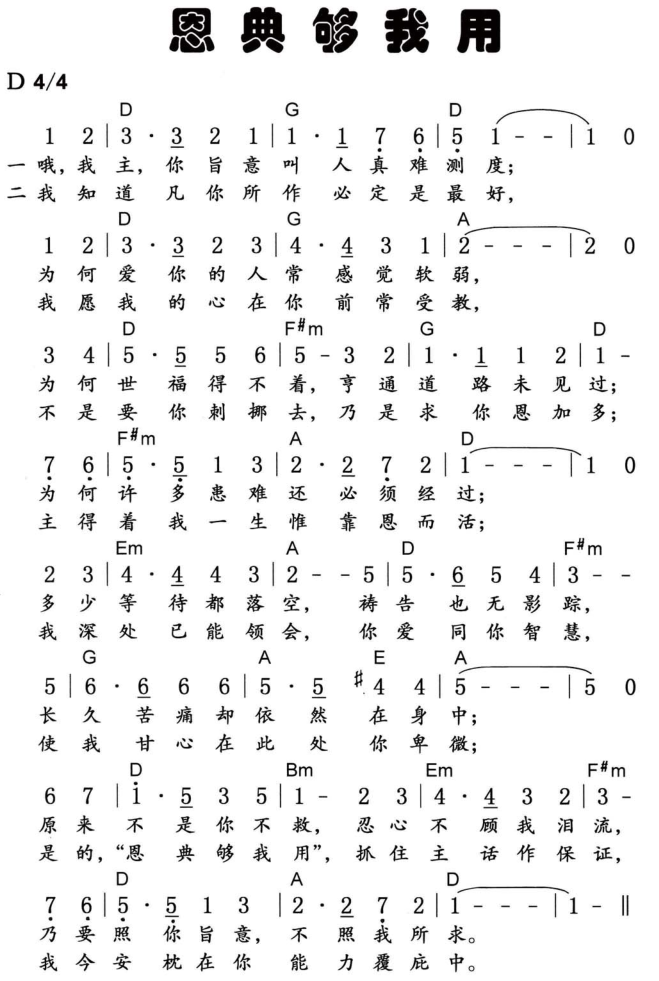 恩典够我用
D 4/4
D G D
1 2 | 3 · 3 2 1 | 1 · 1 7 6 | 5 1 - - | 1 0
一 哦,我 主, 你 旨 意 叫 人 真 难 测 度;
二 我 知 道 凡 你 所 作 必 定 是 最 好,
D G A
1 2 | 3 · 3 2 3 | 4 · 4 3 1 | 2 - - - | 2 0
为 何 爱 你 的 人 常 感 觉 软 弱,
我 愿 我 的 心 在 你 前 常 受 教,
D F#m G D
3 4 | 5 · 5 5 6 | 5 - 3 2 | 1 · 1 1 2 | 1 -
为 何 世 福 得 不 着, 亨 通 道 路 未 见 过;
不 是 要 你 刺 挪 去, 乃 是 求 你 恩 加 多;
F#m A D
7 6 | 5 · 5 1 3 | 2 · 2 7 2 | 1 - - - | 1 0
为 何 许 多 患 难 还 必 须 经 过;
主 得 着 我 一 生 惟 靠 恩 而 活;
Em A D F#m
2 3 | 4 · 4 4 3 | 2 - - 5 | 5 · 6 5 4 | 3 - -
多 少 等 待 都 落 空, 祷 告 也 无 影 踪,
我 深 处 已 能 领 会, 你 爱 同 你 智 慧,
G A E A
5 | 6 · 6 6 6 | 5 · 5 #4 4 | 5 - - - | 5 0
长 久 苦 痛 却 依 然 在 身 中;
使 我 甘 心 在 此 处 你 卑 微;
D Bm Em F#m
6 7 | 1 · 5 3 5 | 1 - 2 3 | 4 · 4 3 2 | 3 -
原 来 不 是 你 不 救, 忍 心 不 顾 我 泪 流,
是 的,“恩 典 够 我 用”, 抓 住 主 话 作 保 证,
D A D
7 6 | 5 · 5 1 3 | 2 · 2 7 2 | 1 - - - | 1 - ‖
乃 要 照 你 旨 意, 不 照 我 所 求。
我 今 安 枕 在 你 能 力 覆 庇 中。